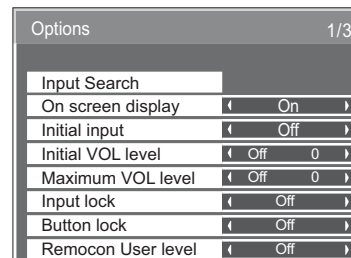 Options 1/3
Input Search
On screen display On
Initial input Off
Initial VOL level Off 0
Maximum VOL level Off 0
Input lock Off
Button lock Off
Remocon User level Off